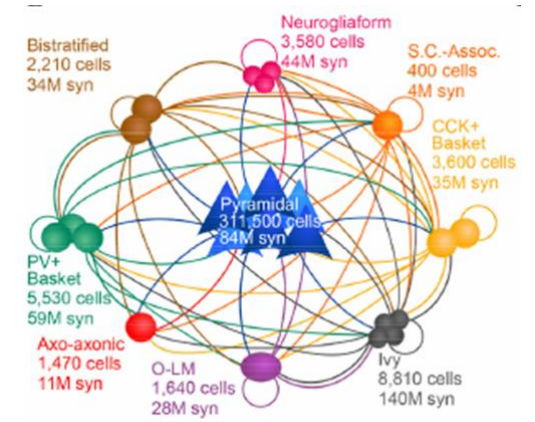 Neurogliaform
3,580 cells
44M syn
Bistratified
2,210 cells
34M syn
S.C.-Assoc.
400 cells
4M syn
CCK+
Basket
3,600 cells
35M syn
Pyramidal
311,500 cells
84M syn
PV+
Basket
5,530 cells
59M syn
Axo-axonic
1,470 cells
11M syn
O-LM
1,640 cells
28M syn
Ivy
8,810 cells
140M syn